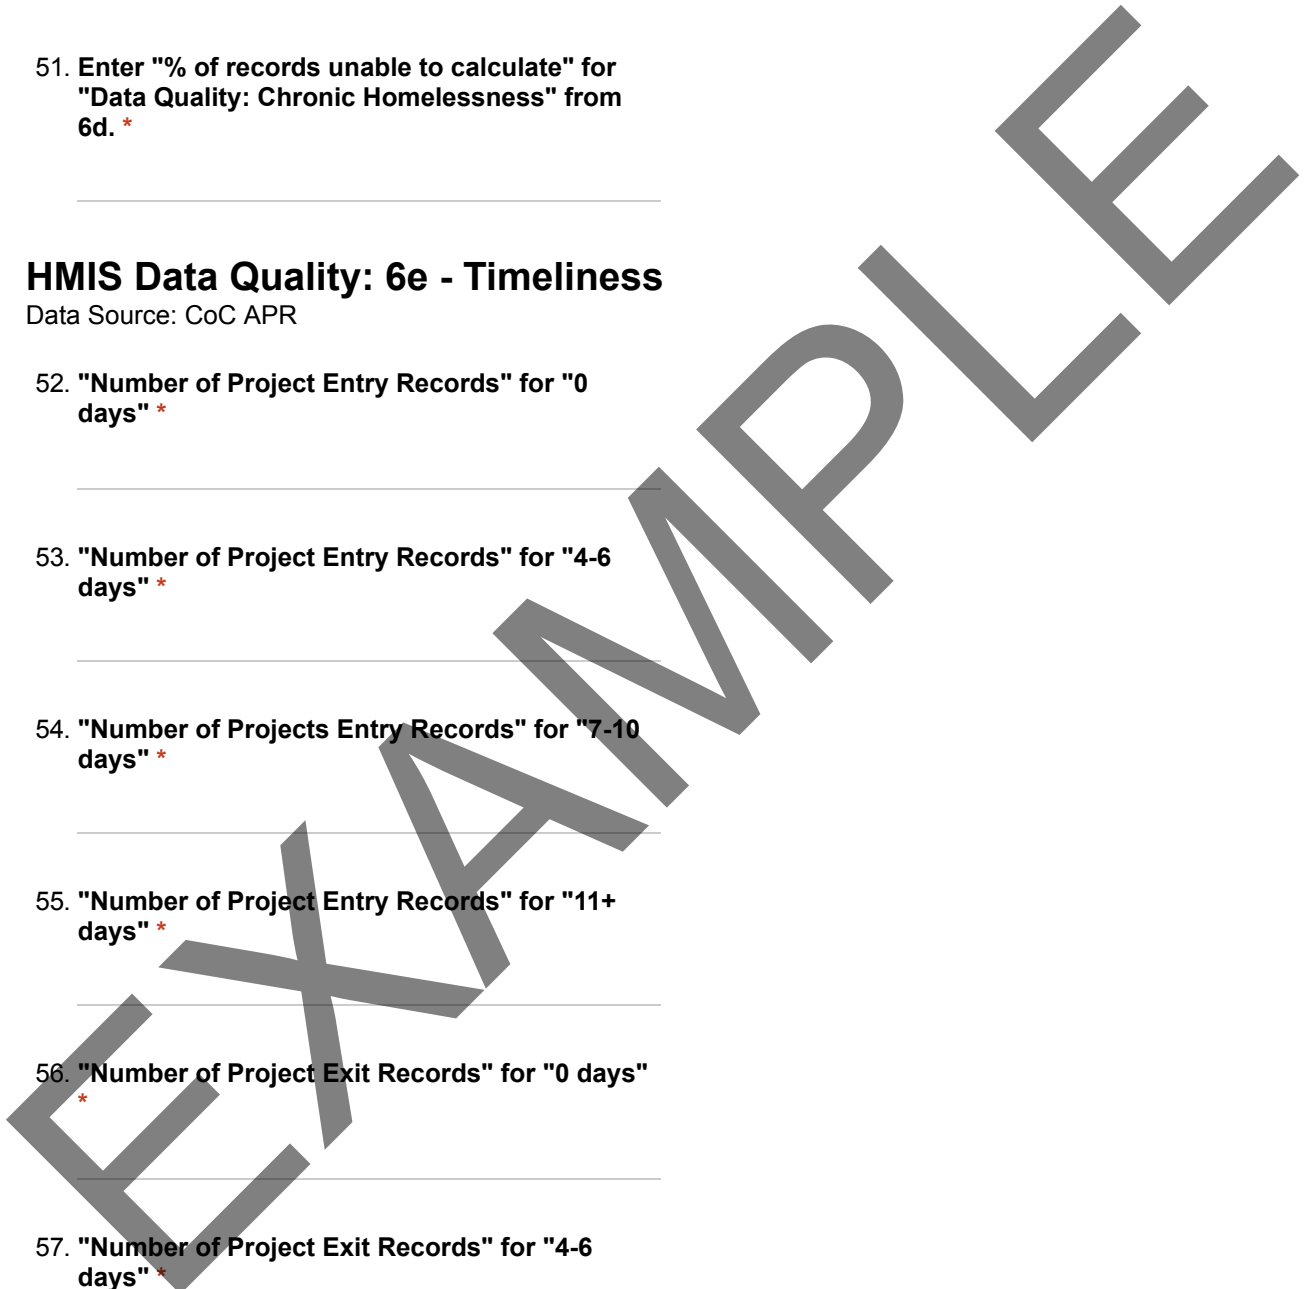 51. Enter "% of records unable to calculate" for
"Data Quality: Chronic Homelessness" from
6d. *
HMIS Data Quality: 6e - Timeliness
Data Source: CoC APR
52. "Number of Project Entry Records" for "0
days" *
53. "Number of Project Entry Records" for "4-6
days" *
54. "Number of Projects Entry Records" for "7-10
days" *
55. "Number of Project Entry Records" for "11+
days" *
56. "Number of Project Exit Records" for "0 days"
*
57. "Number of Project Exit Records" for "4-6
days" *
EXAMPLE